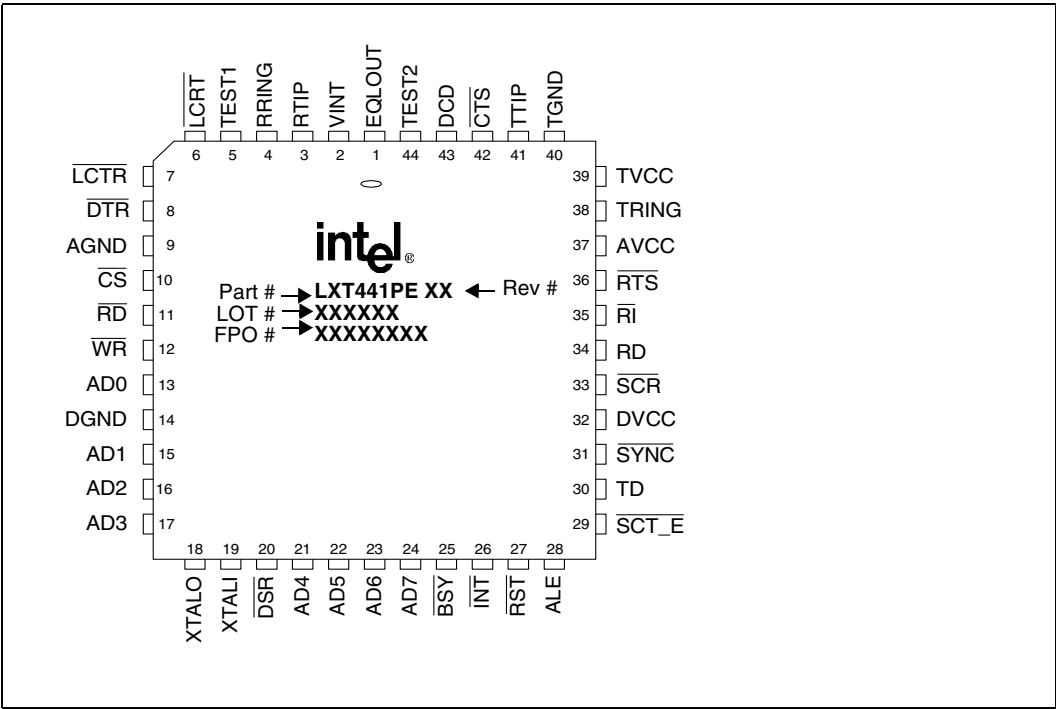 LCRT TEST1 RRING RTIP VINT EQLOUT TEST2 DCD CTS TTIP TGND
6 5 4 3 2 1 44 43 42 41 40
LCTR 7
DTR 8
AGND 9
CS 10
RD 11
WR 12
AD0 13
DGND 14
AD1 15
AD2 16
AD3 17
intel®
Part # LXT441PE XX Rev #
LOT # XXXXXX
FPO # XXXXXXXX
39 TVCC
38 TRING
37 AVCC
36 RTS
35 RI
34 RD
33 SCR
32 DVCC
31 SYNC
30 TD
29 SCT_E
18 19 20 21 22 23 24 25 26 27 28
XTALO XTALI DSR AD4 AD5 AD6 AD7 BSY INT RST ALE